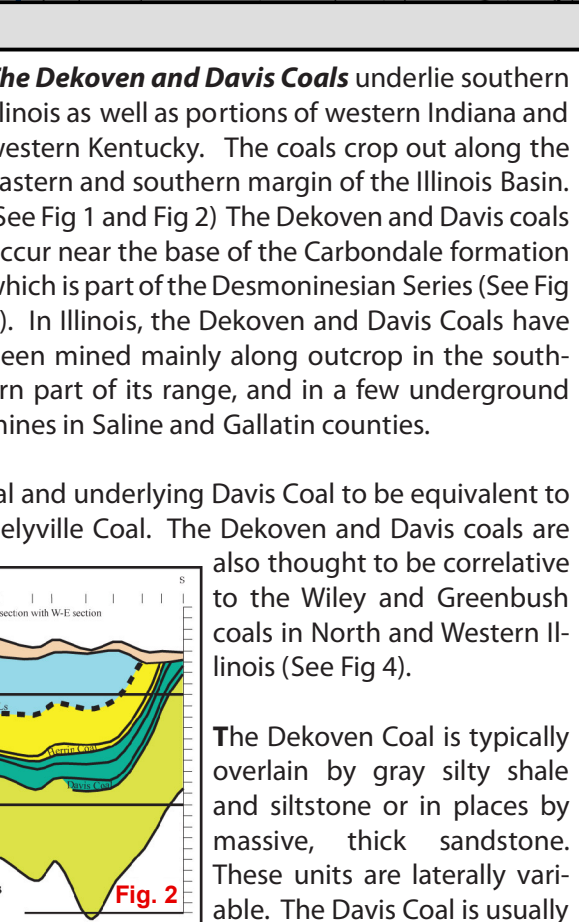 he Dekoven and Davis Coals underlie southern
linois as well as portions of western Indiana and
western Kentucky. The coals crop out along the
astern and southern margin of the Illinois Basin.
See Fig 1 and Fig 2) The Dekoven and Davis coals
ccur near the base of the Carbondale formation
which is part of the Desmoninesian Series (See Fig
). In Illinois, the Dekoven and Davis Coals have
een mined mainly along outcrop in the south-
rn part of its range, and in a few underground
mines in Saline and Gallatin counties.
al and underlying Davis Coal to be equivalent to
elyville Coal. The Dekoven and Davis coals are
also thought to be correlative
to the Wiley and Greenbush
coals in North and Western Il-
linois (See Fig 4).
The Dekoven Coal is typically
overlain by gray silty shale
and siltstone or in places by
massive, thick sandstone.
These units are laterally vari-
able. The Davis Coal is usually
S
section with W-E section
Ls
Herrin Coal
Davis Coal
s
Fig. 2